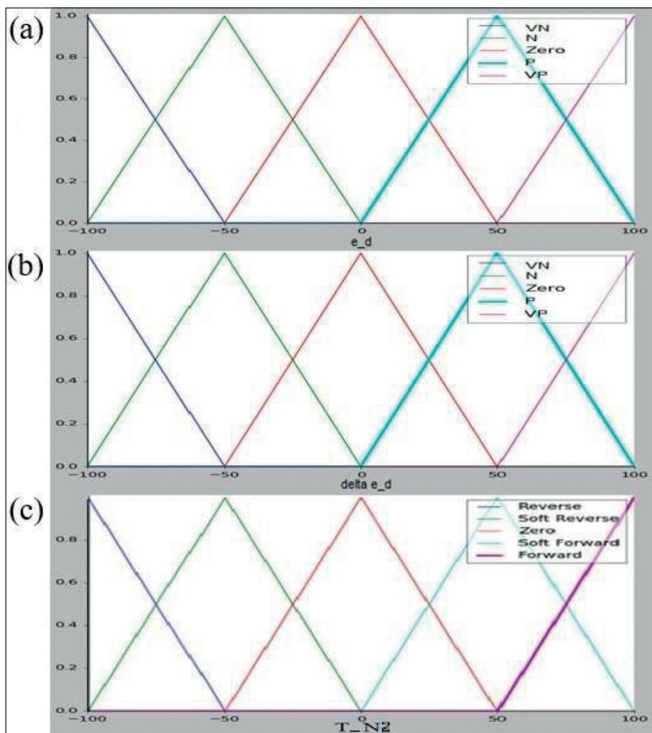 (a)
1.0
0.8
0.6
0.4
0.2
0.0
VN
N
Zero
P
VP
−100 −50 0 50 100
e_d
(b)
1.0
0.8
0.6
0.4
0.2
0.0
VN
N
Zero
P
VP
−100 −50 0 50 100
delta e_d
(c)
0.8
0.6
0.4
0.2
0.0
Reverse
Soft Reverse
Zero
Soft Forward
Forward
−100 −50 0 50 100
T_N2